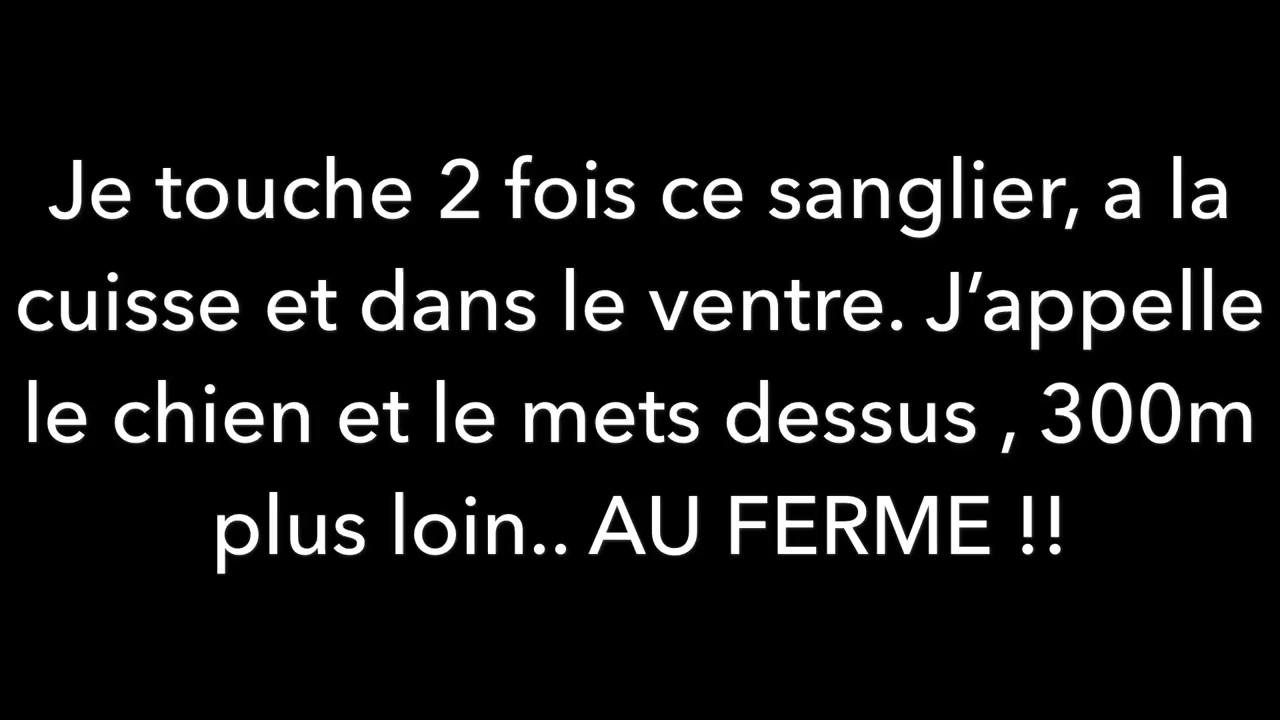 Je touche 2 fois ce sanglier, a la
cuisse et dans le ventre. J’appelle
le chien et le mets dessus , 300m
plus loin.. AU FERME !!